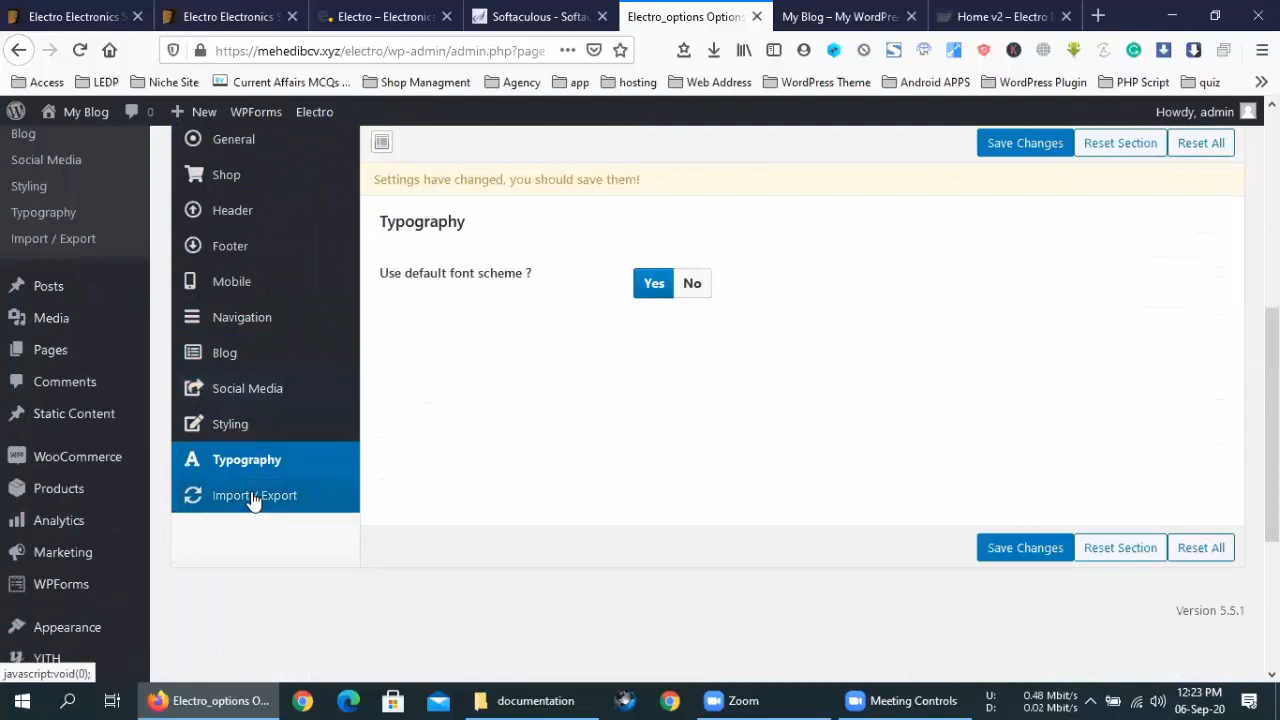 Electro Electronics S
Electro Electronics S
Electro – Electronic
Softaculous - Softa
Electro_options Options
My Blog – My WordPre
Home v2 – Electro
https://mehedibcv.xyz/electro/wp-admin/admin.php?page
Access
LEDP
Niche Site
Current Affairs MCQs ...
Shop Managment
Agency
app
hosting
Web Address
WordPress Theme
Android APPS
WordPress Plugin
PHP Script
quiz
My Blog
0
New
WPForms
Electro
Howdy, admin
Blog
Social Media
Styling
Typography
Import / Export
Posts
Media
Pages
Comments
Static Content
WooCommerce
Products
Analytics
Marketing
WPForms
Appearance
YITH
javascript:void(0);
General
Shop
Header
Footer
Mobile
Navigation
Blog
Social Media
Styling
Typography
Import / Export
Save Changes
Reset Section
Reset All
Settings have changed, you should save them!
Typography
Use default font scheme ?
Yes
No
Save Changes
Reset Section
Reset All
Version 5.5.1
Electro_options O...
documentation
Zoom
Meeting Controls
U: 0.48 Mbit/s
D: 0.02 Mbit/s
12:23 PM
06-Sep-20